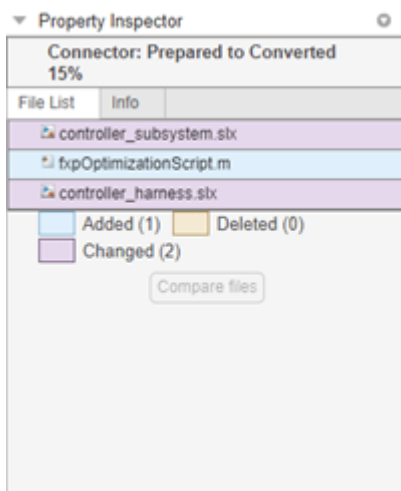 Property Inspector
Connector: Prepared to Converted
15%
File List Info
controller_subsystem.slx
fxpOptimizationScript.m
controller_harness.slx
Added (1) Deleted (0)
Changed (2)
Compare files